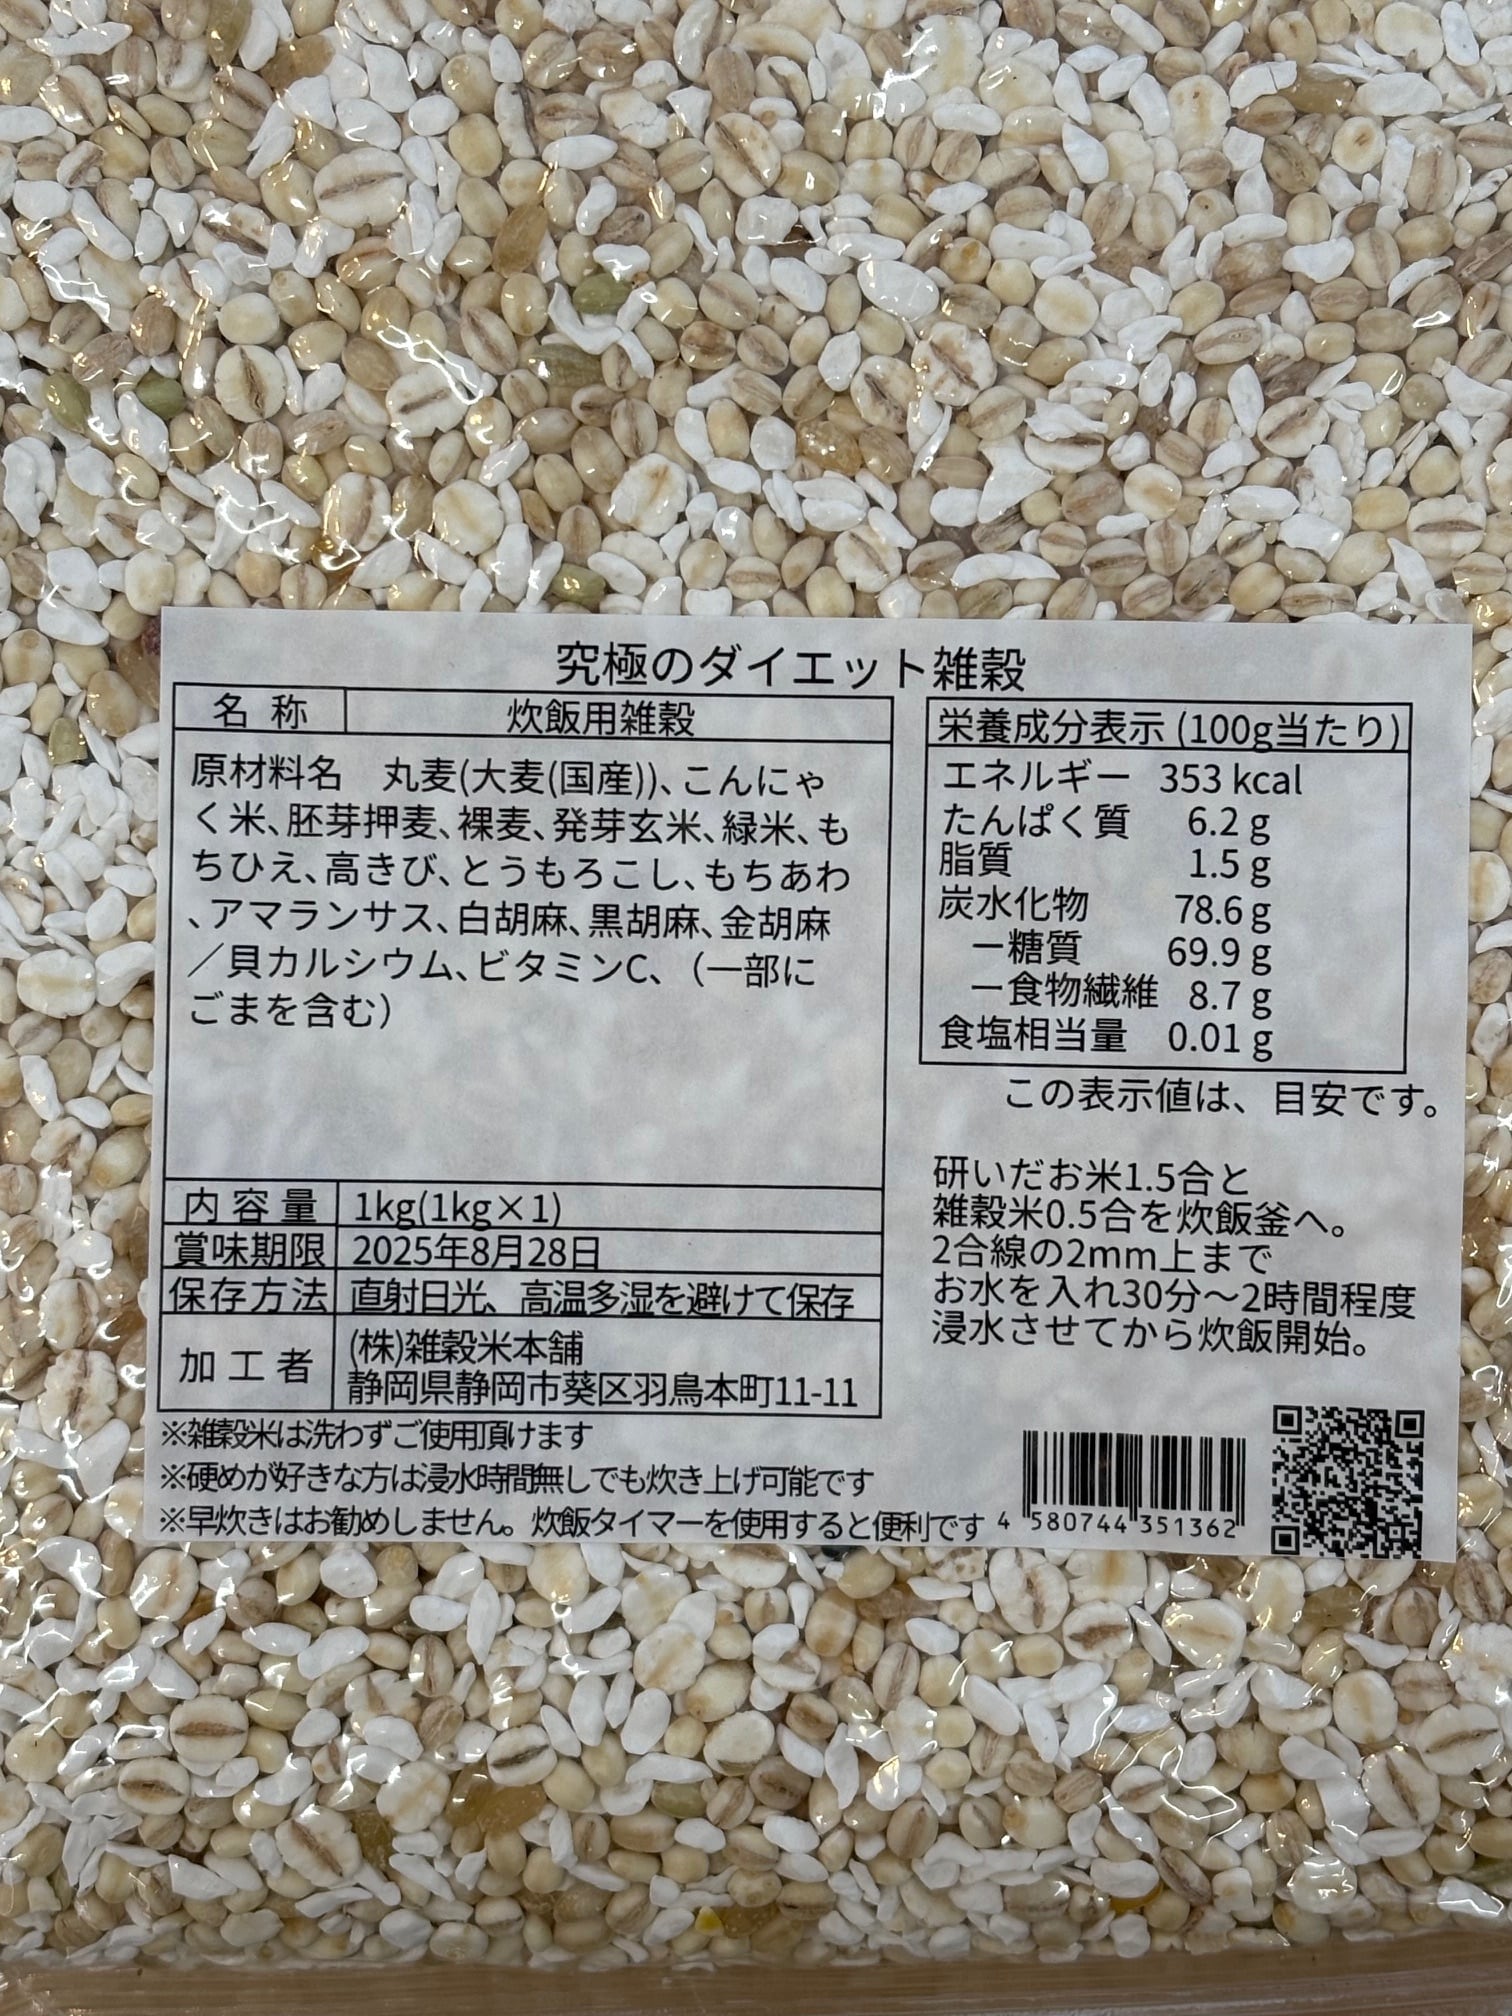 究極のダイエット雑穀
名 称 炊飯用雑穀
原材料名 丸麦(大麦(国産))、こんにゃ
く米、胚芽押麦、裸麦、発芽玄米、緑米、も
ちひえ、高きび、とうもろこし、もちあわ
、アマランサス、白胡麻、黒胡麻、金胡麻
／貝カルシウム、ビタミンC、（一部に
ごまを含む）
内 容 量 1kg(1kg×1)
賞味期限 2025年8月28日
保存方法 直射日光、高温多湿を避けて保存
加 工 者 (株)雑穀米本舗
静岡県静岡市葵区羽鳥本町11-11
※雑穀米は洗わずご使用頂けます
※硬めが好きな方は浸水時間無しでも炊き上げ可能です
※早炊きはお勧めしません。炊飯タイマーを使用すると便利です
栄養成分表示 (100g当たり)
エネルギー 353 kcal
たんぱく質 6.2 g
脂質 1.5 g
炭水化物 78.6 g
ー糖質 69.9 g
ー食物繊維 8.7 g
食塩相当量 0.01 g
この表示値は、目安です。
研いだお米1.5合と
雑穀米0.5合を炊飯釜へ。
2合線の2mm上まで
お水を入れ30分～2時間程度
浸水させてから炊飯開始。
4 580744 351362